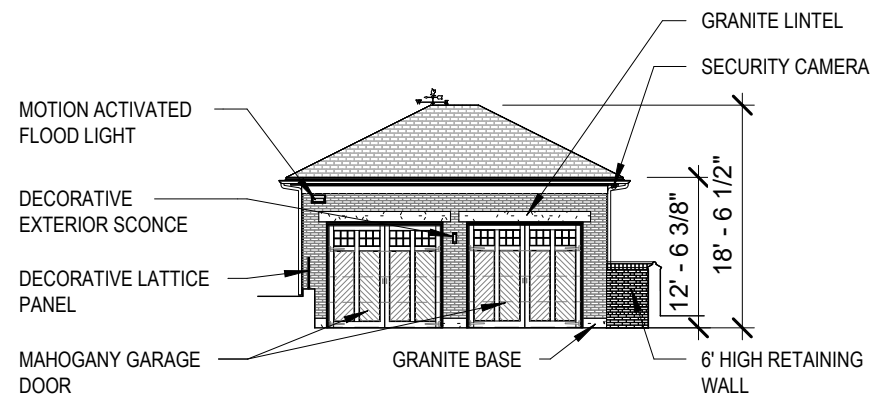 GRANITE LINTEL
SECURITY CAMERA
MOTION ACTIVATED
FLOOD LIGHT
DECORATIVE
EXTERIOR SCONCE
DECORATIVE LATTICE
PANEL
MAHOGANY GARAGE
DOOR
GRANITE BASE
6' HIGH RETAINING
WALL
12' - 6 3/8"
18' - 6 1/2"